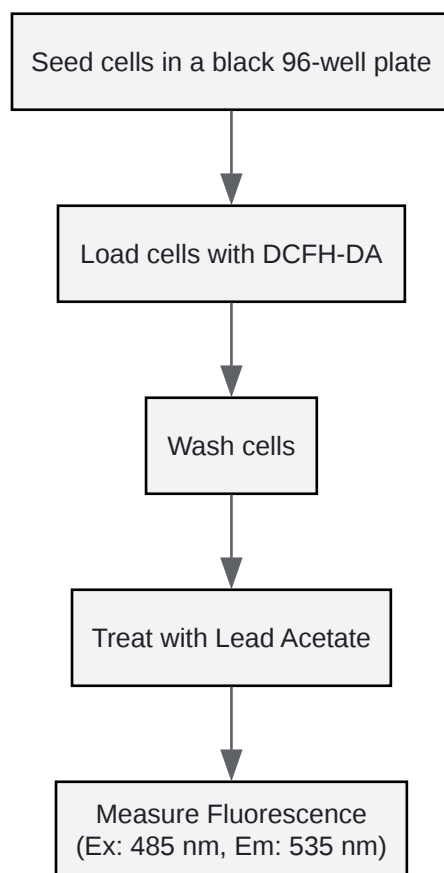 Seed cells in a black 96-well plate
Load cells with DCFH-DA
Wash cells
Treat with Lead Acetate
Measure Fluorescence
(Ex: 485 nm, Em: 535 nm)